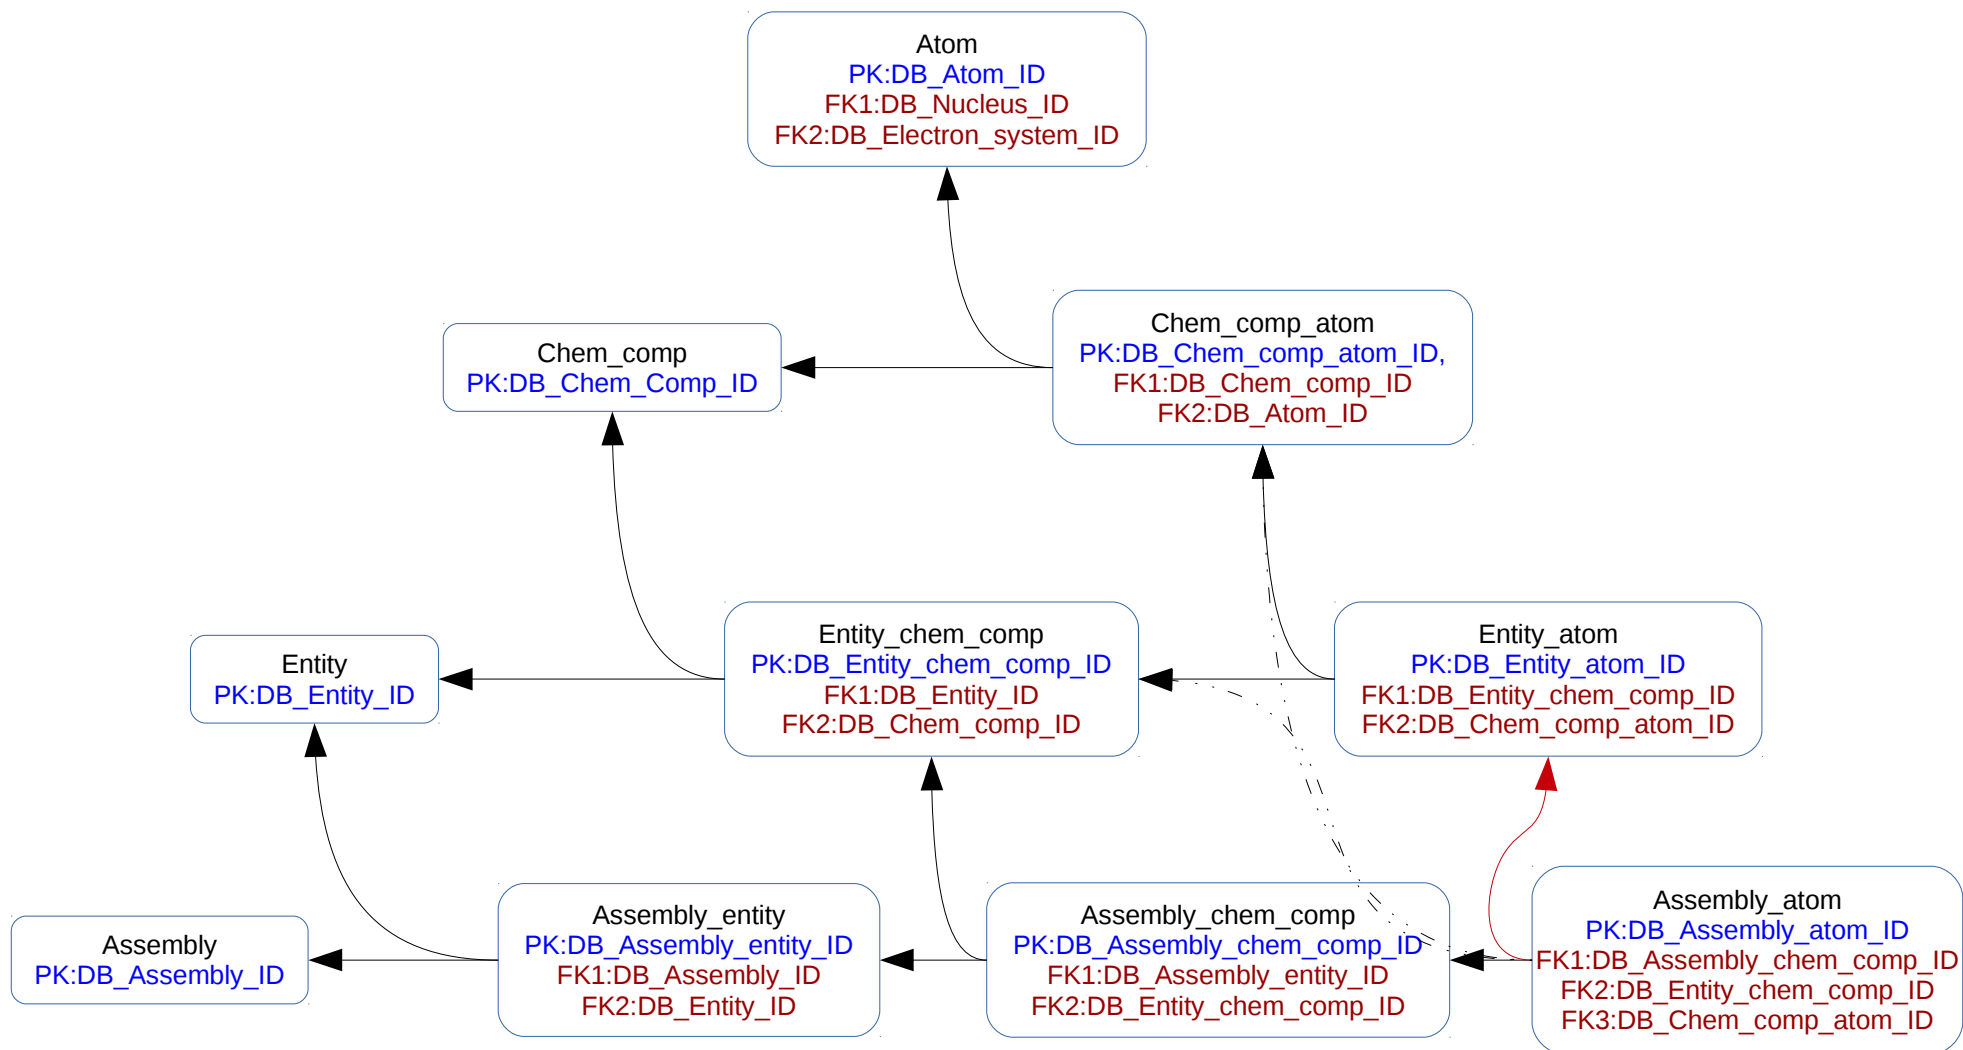 Atom
PK:DB_Atom_ID
FK1:DB_Nucleus_ID
FK2:DB_Electron_system_ID
Chem_comp
PK:DB_Chem_Comp_ID
Chem_comp_atom
PK:DB_Chem_comp_atom_ID,
FK1:DB_Chem_comp_ID
FK2:DB_Atom_ID
Entity
PK:DB_Entity_ID
Entity_chem_comp
PK:DB_Entity_chem_comp_ID
FK1:DB_Entity_ID
FK2:DB_Chem_comp_ID
Entity_atom
PK:DB_Entity_atom_ID
FK1:DB_Entity_chem_comp_ID
FK2:DB_Chem_comp_atom_ID
Assembly
PK:DB_Assembly_ID
Assembly_entity
PK:DB_Assembly_entity_ID
FK1:DB_Assembly_ID
FK2:DB_Entity_ID
Assembly_chem_comp
PK:DB_Assembly_chem_comp_ID
FK1:DB_Assembly_entity_ID
FK2:DB_Entity_chem_comp_ID
Assembly_atom
PK:DB_Assembly_atom_ID
FK1:DB_Assembly_chem_comp_ID
FK2:DB_Entity_chem_comp_ID
FK3:DB_Chem_comp_atom_ID